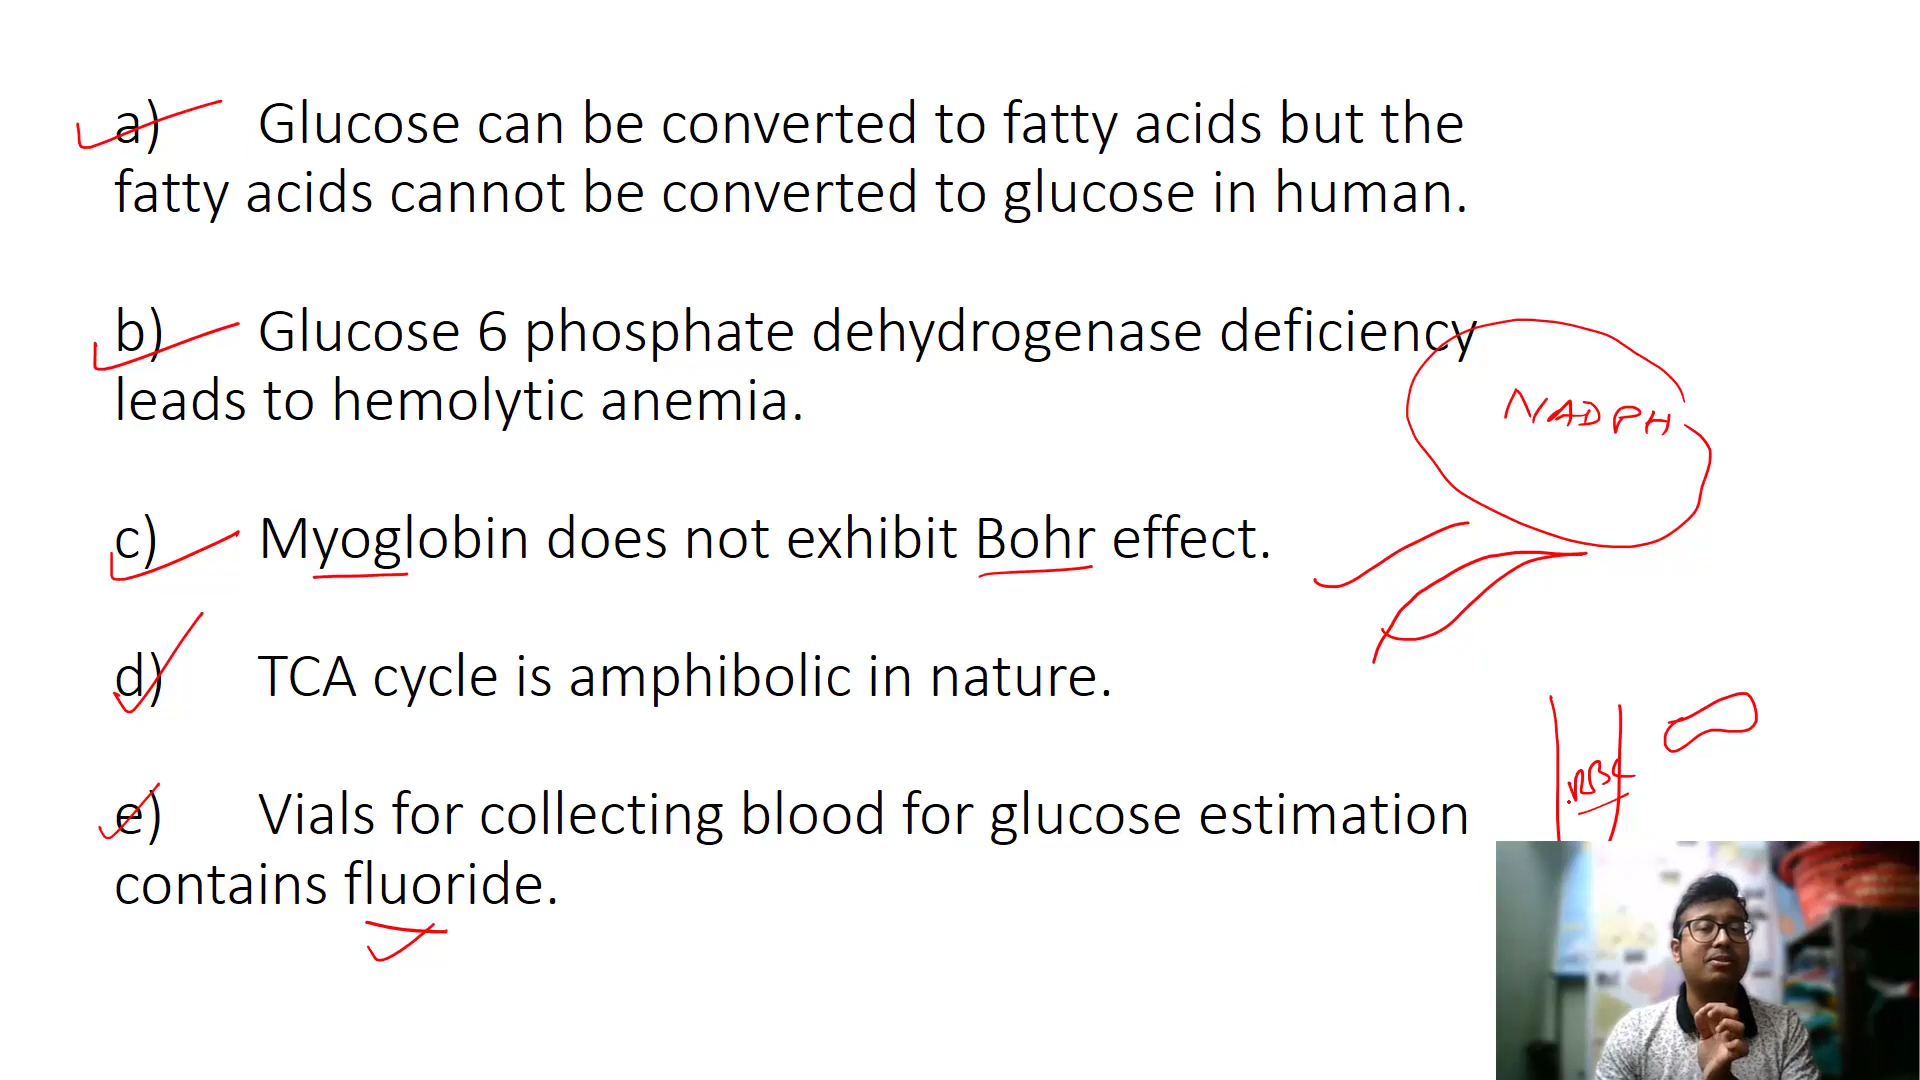 a) Glucose can be converted to fatty acids but the
fatty acids cannot be converted to glucose in human.
b) Glucose 6 phosphate dehydrogenase deficiency
leads to hemolytic anemia.
NADPH
c) Myoglobin does not exhibit Bohr effect.
d) TCA cycle is amphibolic in nature.
RBC
e) Vials for collecting blood for glucose estimation
contains fluoride.